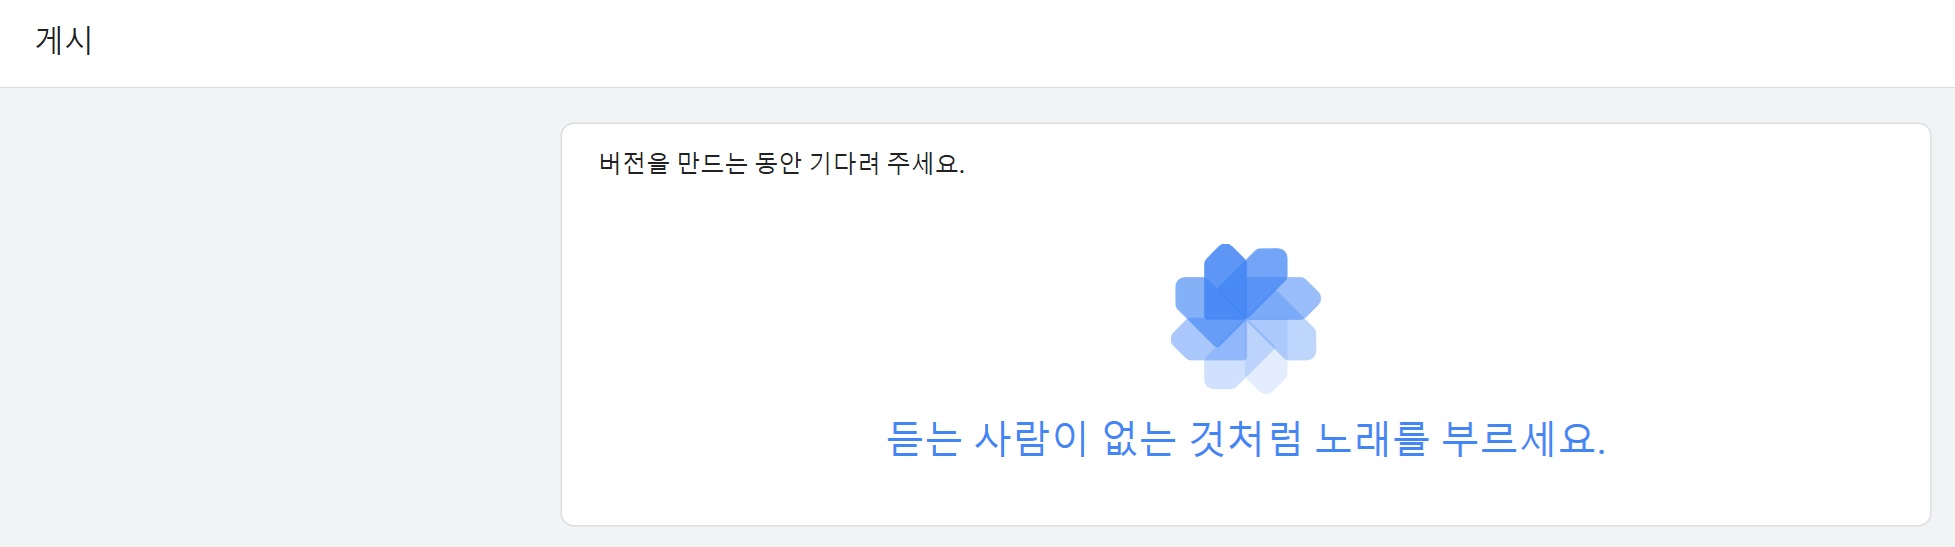 게시
버전을 만드는 동안 기다려 주세요.
듣는 사람이 없는 것처럼 노래를 부르세요.